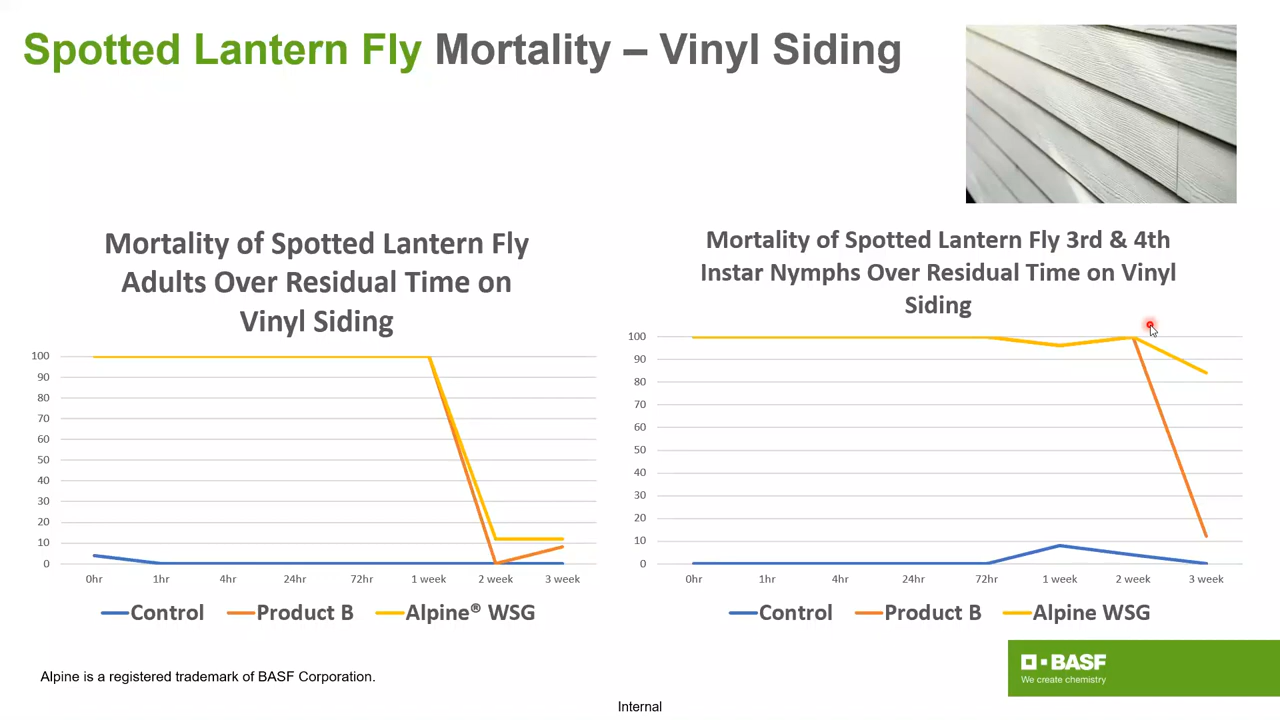 Spotted Lantern Fly Mortality – Vinyl Siding
Mortality of Spotted Lantern Fly
Adults Over Residual Time on
Vinyl Siding
100
90
80
70
60
50
40
30
20
10
0
0hr 1hr 4hr 24hr 72hr 1 week 2 week 3 week
Control Product B Alpine® WSG
Mortality of Spotted Lantern Fly 3rd & 4th
Instar Nymphs Over Residual Time on Vinyl
Siding
100
90
80
70
60
50
40
30
20
10
0
0hr 1hr 4hr 24hr 72hr 1 week 2 week 3 week
Control Product B Alpine WSG
Alpine is a registered trademark of BASF Corporation.
BASF
We create chemistry
Internal